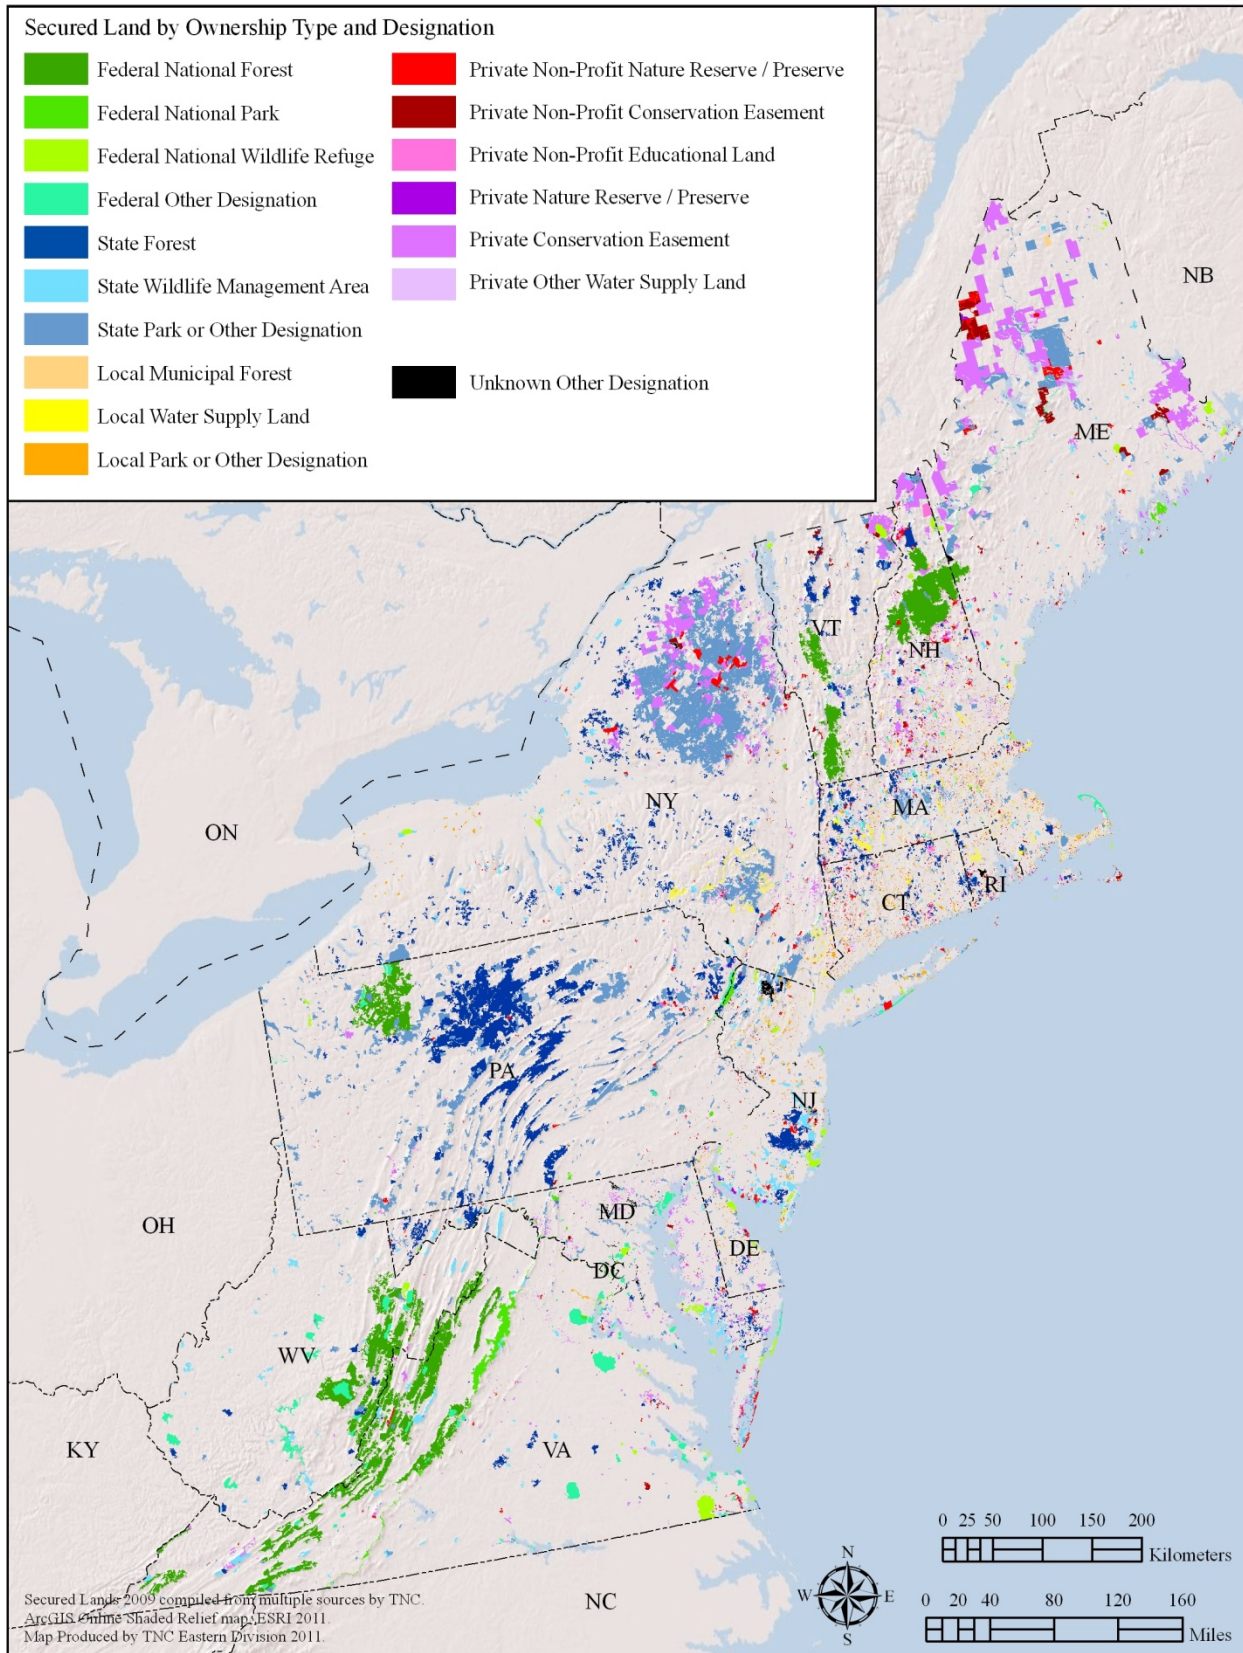 Secured Land by Ownership Type and Designation
Federal National Forest
Federal National Park
Federal National Wildlife Refuge
Federal Other Designation
State Forest
State Wildlife Management Area
State Park or Other Designation
Local Municipal Forest
Local Water Supply Land
Local Park or Other Designation
Private Non-Profit Nature Reserve / Preserve
Private Non-Profit Conservation Easement
Private Non-Profit Educational Land
Private Nature Reserve / Preserve
Private Conservation Easement
Private Other Water Supply Land
Unknown Other Designation
NB
ME
VT
NH
NY
MA
ON
CT
RI
PA
NJ
OH
MD
DE
DC
WV
KY
VA
NC
N
W
E
S
0 25 50 100 150 200
Kilometers
0 20 40 80 120 160
Miles
Secured Lands 2009 compiled from multiple sources by TNC.
ArcGIS Online Shaded Relief map, ESRI 2011.
Map Produced by TNC Eastern Division 2011.